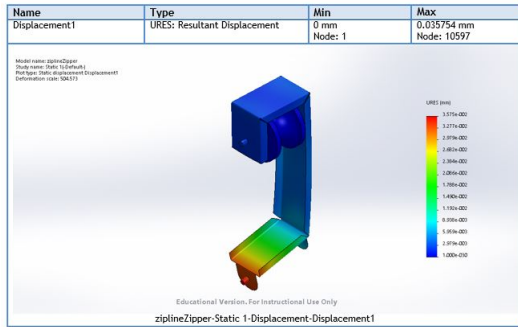 Name Type Min Max
Displacement1 URES: Resultant Displacement 0 mm 0.035754 mm
Node: 1 Node: 10597
Model name: ziplineZipper
Study name: Static 1(-Default-)
Plot type: Static displacement Displacement1
Deformation scale: 504.573
URES (mm)
3.575e-002
3.277e-002
2.979e-002
2.682e-002
2.384e-002
2.086e-002
1.788e-002
1.490e-002
1.192e-002
8.938e-003
5.959e-003
2.979e-003
1.000e-030
Educational Version. For Instructional Use Only
ziplineZipper-Static 1-Displacement-Displacement1